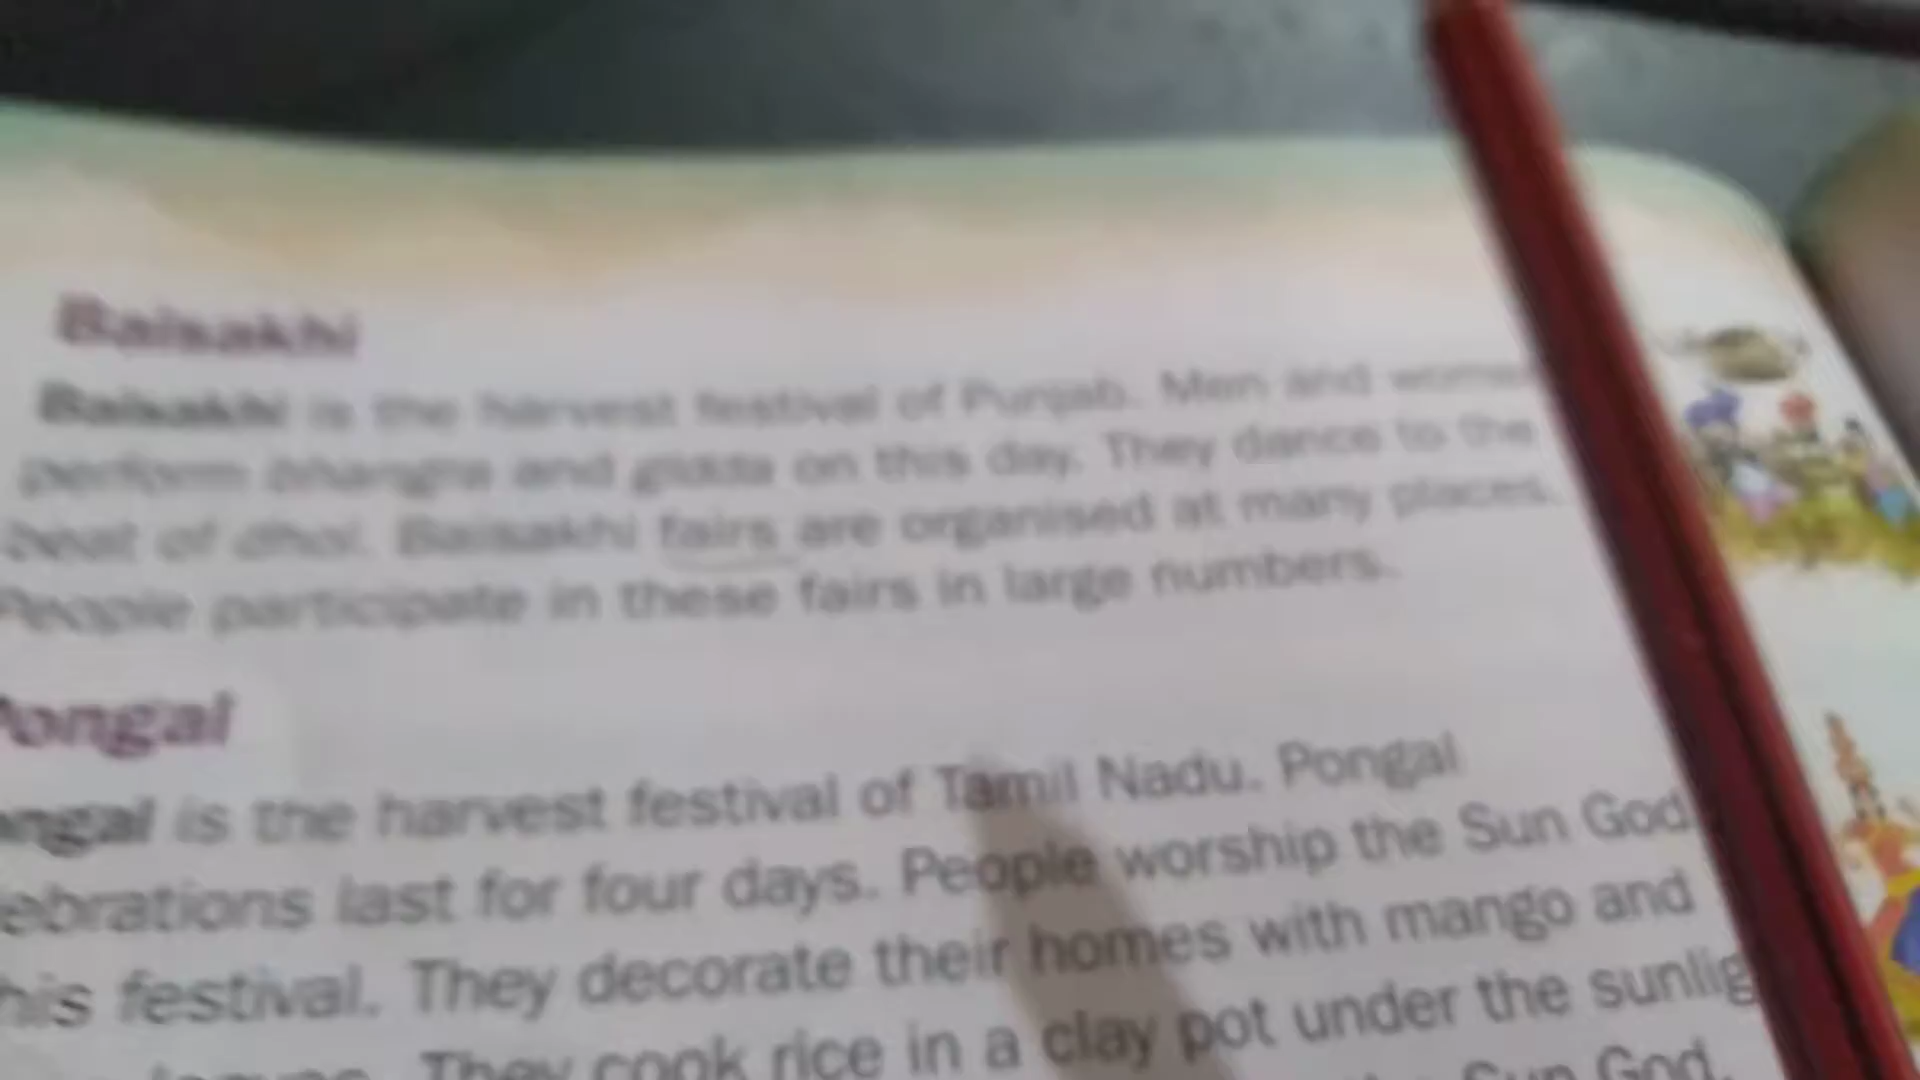 Baisakhi
Baisakhi is the harvest festival of Punjab. Men and
perform bhangra and gidda on this day. They dance to the
beat of dhol. Baisakhi fairs are organised at many places.
People participate in these fairs in large numbers.
Pongal
is the harvest festival of Tamil Nadu. Pongal
last for four days. People worship the Sun God
festival. They decorate their homes with mango and
They cook rice in a clay pot under the
Sun God.